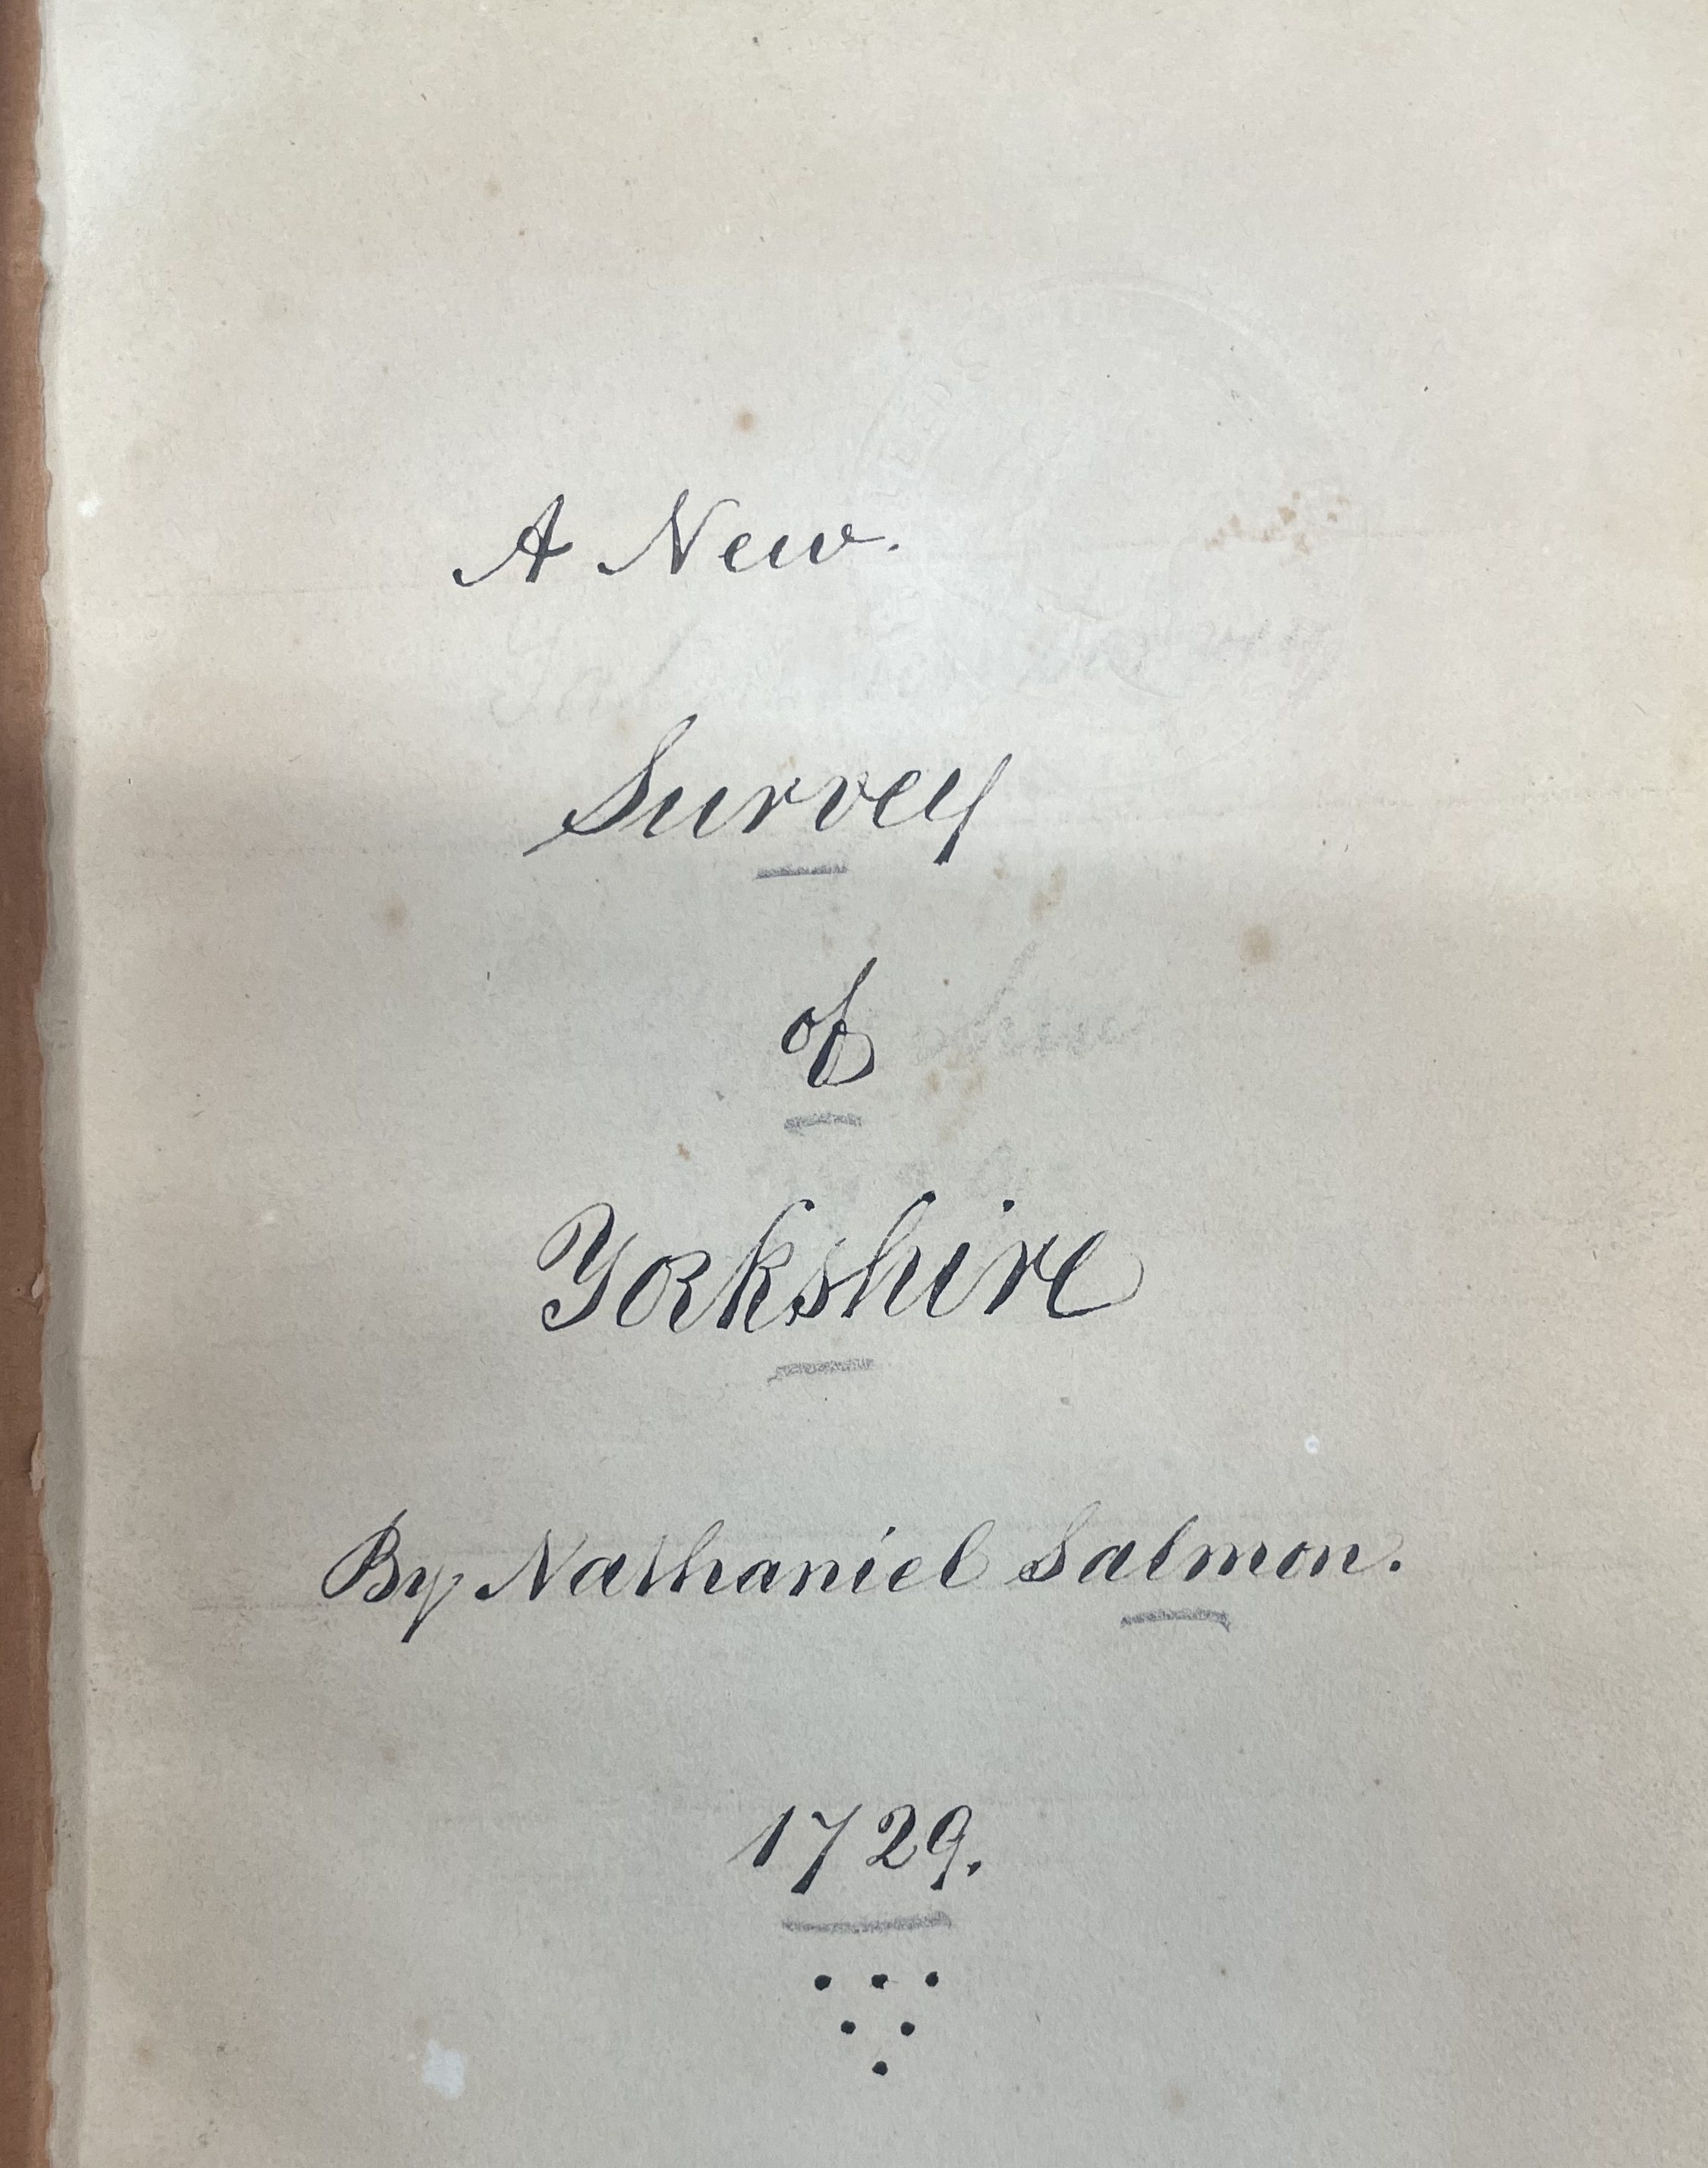 A New.
Survey
of
Yorkshire
By Nathaniel Salmon.
1729.